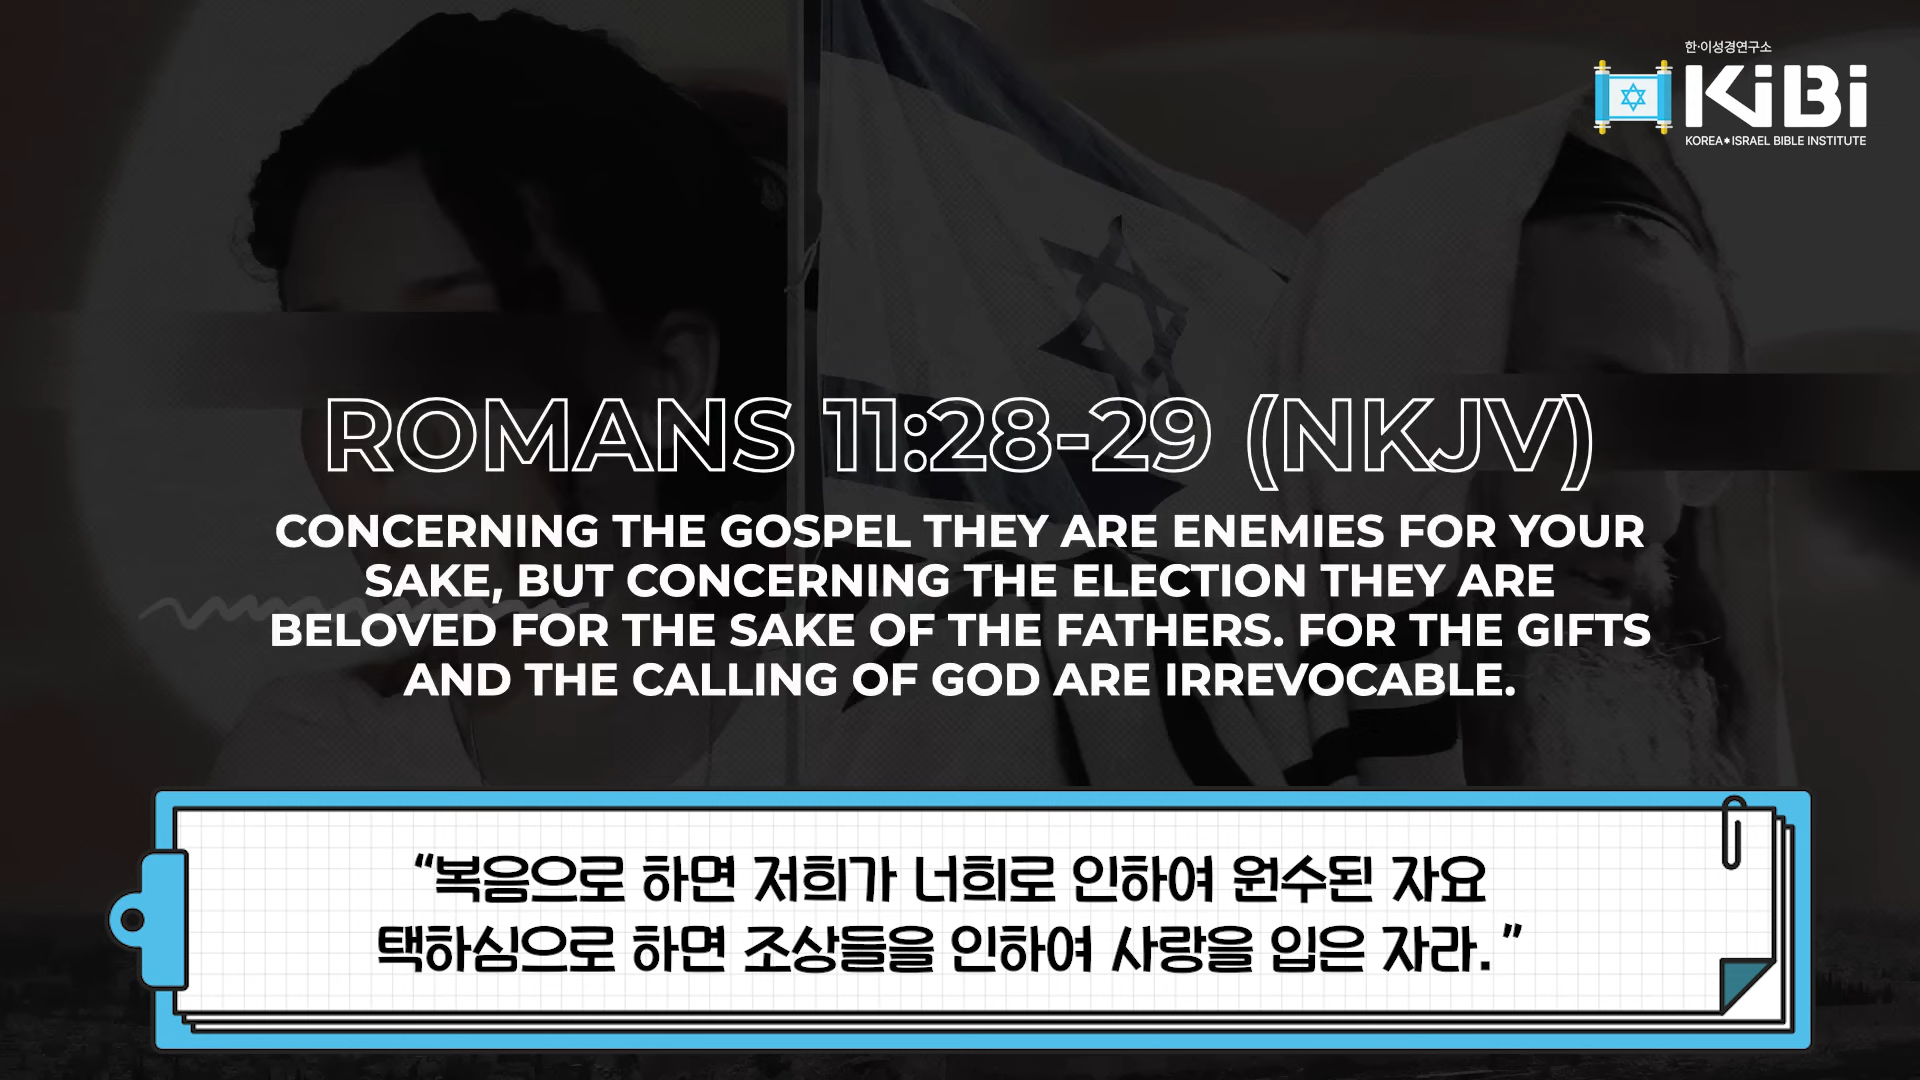 한·이성경연구소
KiBi
KOREA✶ISRAEL BIBLE INSTITUTE
ROMANS 11:28-29 (NKJV)
CONCERNING THE GOSPEL THEY ARE ENEMIES FOR YOUR
SAKE, BUT CONCERNING THE ELECTION THEY ARE
BELOVED FOR THE SAKE OF THE FATHERS. FOR THE GIFTS
AND THE CALLING OF GOD ARE IRREVOCABLE.
“복음으로 하면 저희가 너희로 인하여 원수된 자요
택하심으로 하면 조상들을 인하여 사랑을 입은 자라.”